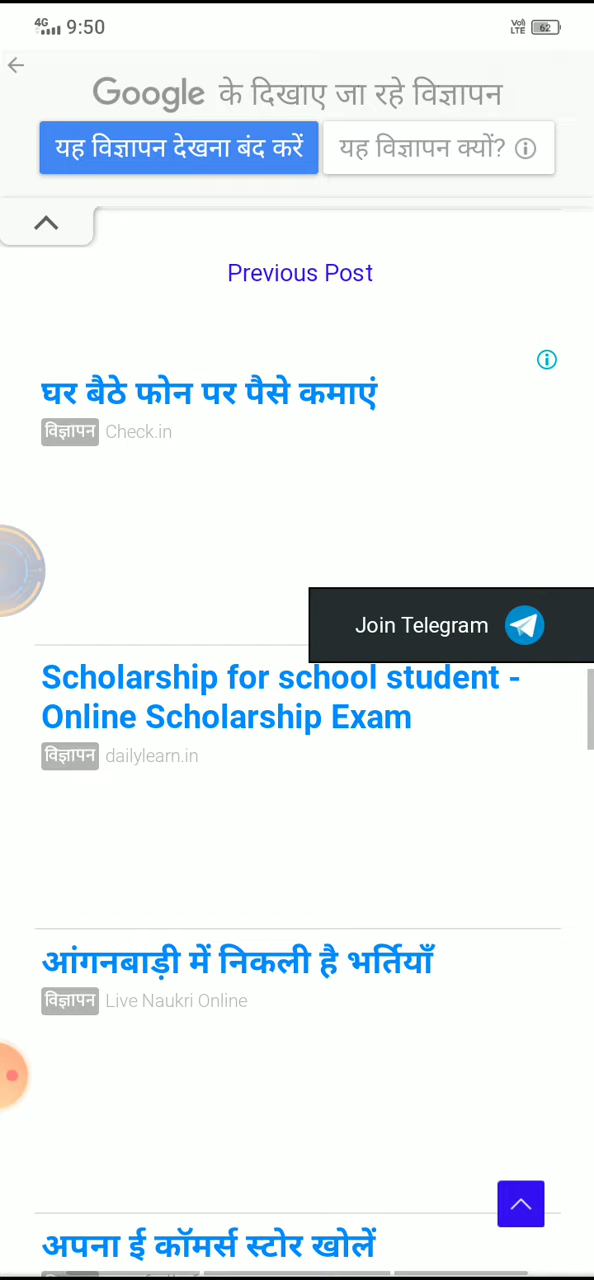 4G 9:50 Vol) LTE 62
Google के दिखाए जा रहे विज्ञापन
यह विज्ञापन देखना बंद करें यह विज्ञापन क्यों?
Previous Post
घर बैठे फोन पर पैसे कमाएं
विज्ञापन Check.in
Join Telegram
Scholarship for school student -
Online Scholarship Exam
विज्ञापन dailylearn.in
आंगनबाड़ी में निकली है भर्तियाँ
विज्ञापन Live Naukri Online
अपना ई कॉमर्स स्टोर खोलें